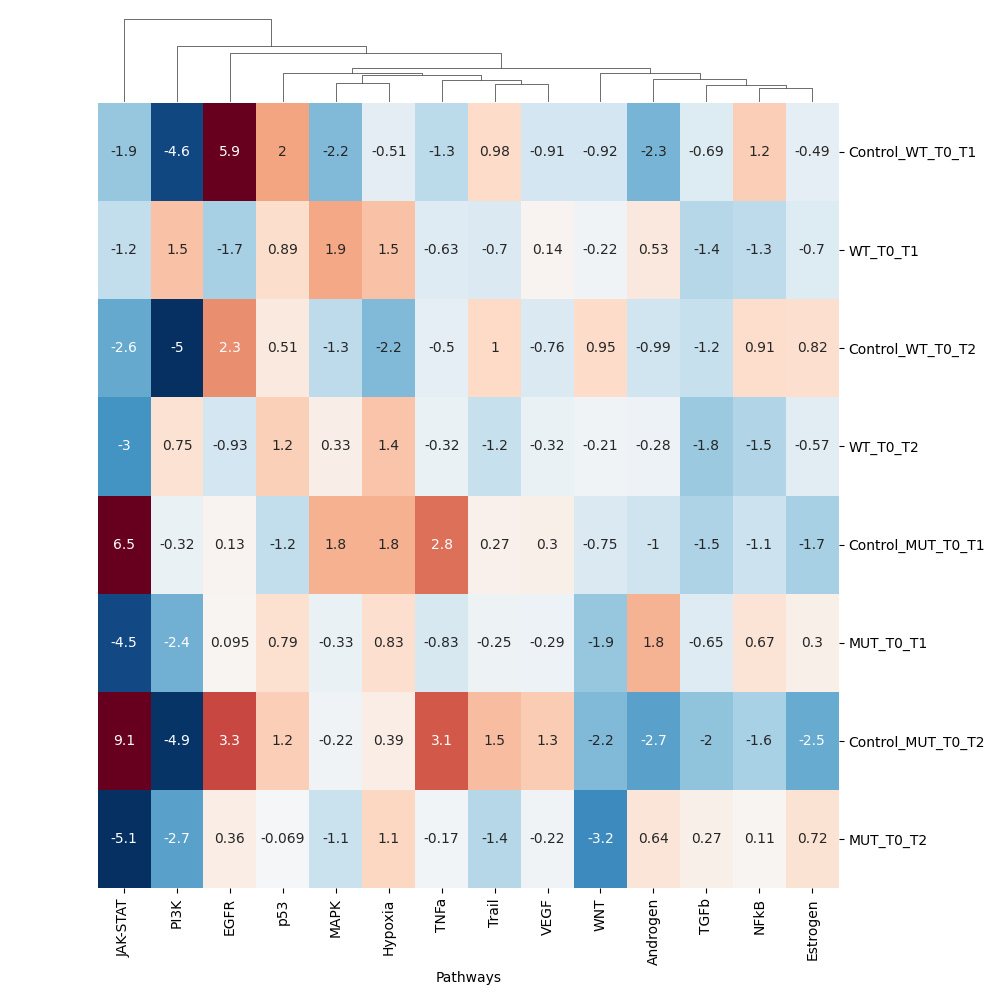 -1.9 -4.6 5.9 2 -2.2 -0.51 -1.3 0.98 -0.91 -0.92 -2.3 -0.69 1.2 -0.49 Control_WT_T0_T1
-1.2 1.5 -1.7 0.89 1.9 1.5 -0.63 -0.7 0.14 -0.22 0.53 -1.4 -1.3 -0.7 WT_T0_T1
-2.6 -5 2.3 0.51 -1.3 -2.2 -0.5 1 -0.76 0.95 -0.99 -1.2 0.91 0.82 Control_WT_T0_T2
-3 0.75 -0.93 1.2 0.33 1.4 -0.32 -1.2 -0.32 -0.21 -0.28 -1.8 -1.5 -0.57 WT_T0_T2
6.5 -0.32 0.13 -1.2 1.8 1.8 2.8 0.27 0.3 -0.75 -1 -1.5 -1.1 -1.7 Control_MUT_T0_T1
-4.5 -2.4 0.095 0.79 -0.33 0.83 -0.83 -0.25 -0.29 -1.9 1.8 -0.65 0.67 0.3 MUT_T0_T1
9.1 -4.9 3.3 1.2 -0.22 0.39 3.1 1.5 1.3 -2.2 -2.7 -2 -1.6 -2.5 Control_MUT_T0_T2
-5.1 -2.7 0.36 -0.069 -1.1 1.1 -0.17 -1.4 -0.22 -3.2 0.64 0.27 0.11 0.72 MUT_T0_T2
JAK-STAT PI3K EGFR p53 MAPK Hypoxia TNFa Trail VEGF WNT Androgen TGFb NFkB Estrogen
Pathways